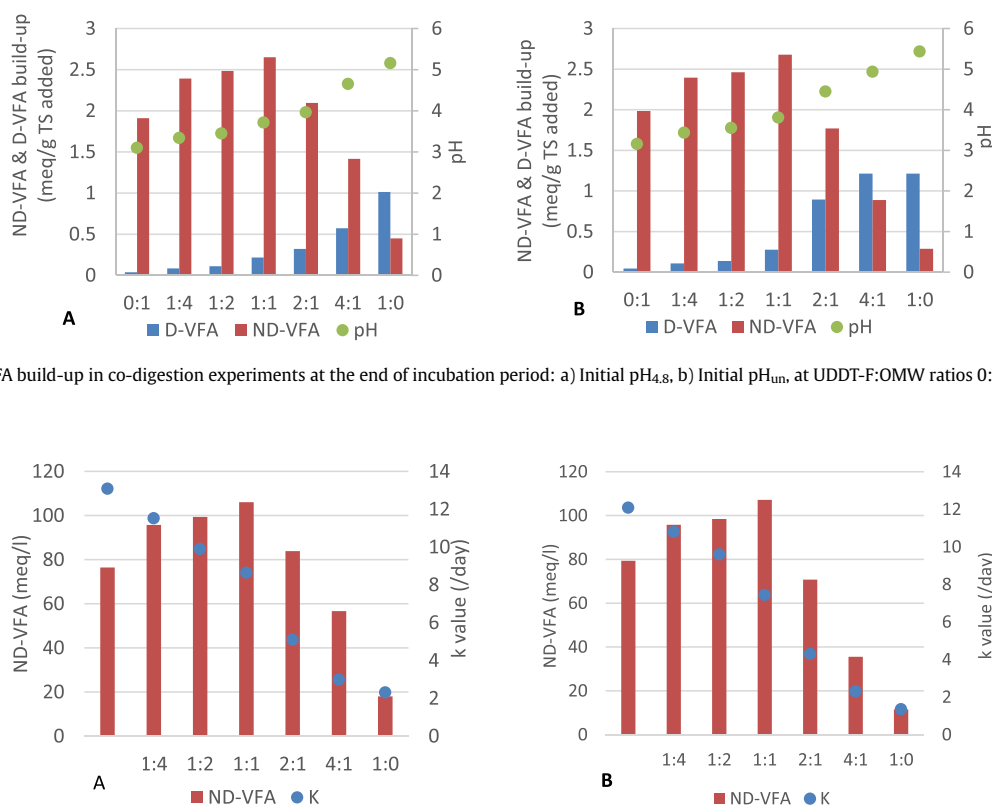 ND-VFA & D-VFA build-up
(meq/g TS added)
3
2.5
2
1.5
1
0.5
0
6
5
4
3
2
1
0
pH
0:1 1:4 1:2 1:1 2:1 4:1 1:0
A
D-VFA ND-VFA pH
ND-VFA & D-VFA build-up
(meq/g TS added)
3
2.5
2
1.5
1
0.5
0
6
5
4
3
2
1
0
pH
0:1 1:4 1:2 1:1 2:1 4:1 1:0
B
D-VFA ND-VFA pH
FA build-up in co-digestion experiments at the end of incubation period: a) Initial pH4.8, b) Initial pHun, at UDDT-F:OMW ratios 0:
ND-VFA (meq/l)
120
100
80
60
40
20
0
14
12
10
8
6
4
2
0
k value (/day)
1:4 1:2 1:1 2:1 4:1 1:0
A
ND-VFA K
ND-VFA (meq/l)
120
100
80
60
40
20
0
14
12
10
8
6
4
2
0
k value (/day)
1:4 1:2 1:1 2:1 4:1 1:0
B
ND-VFA K